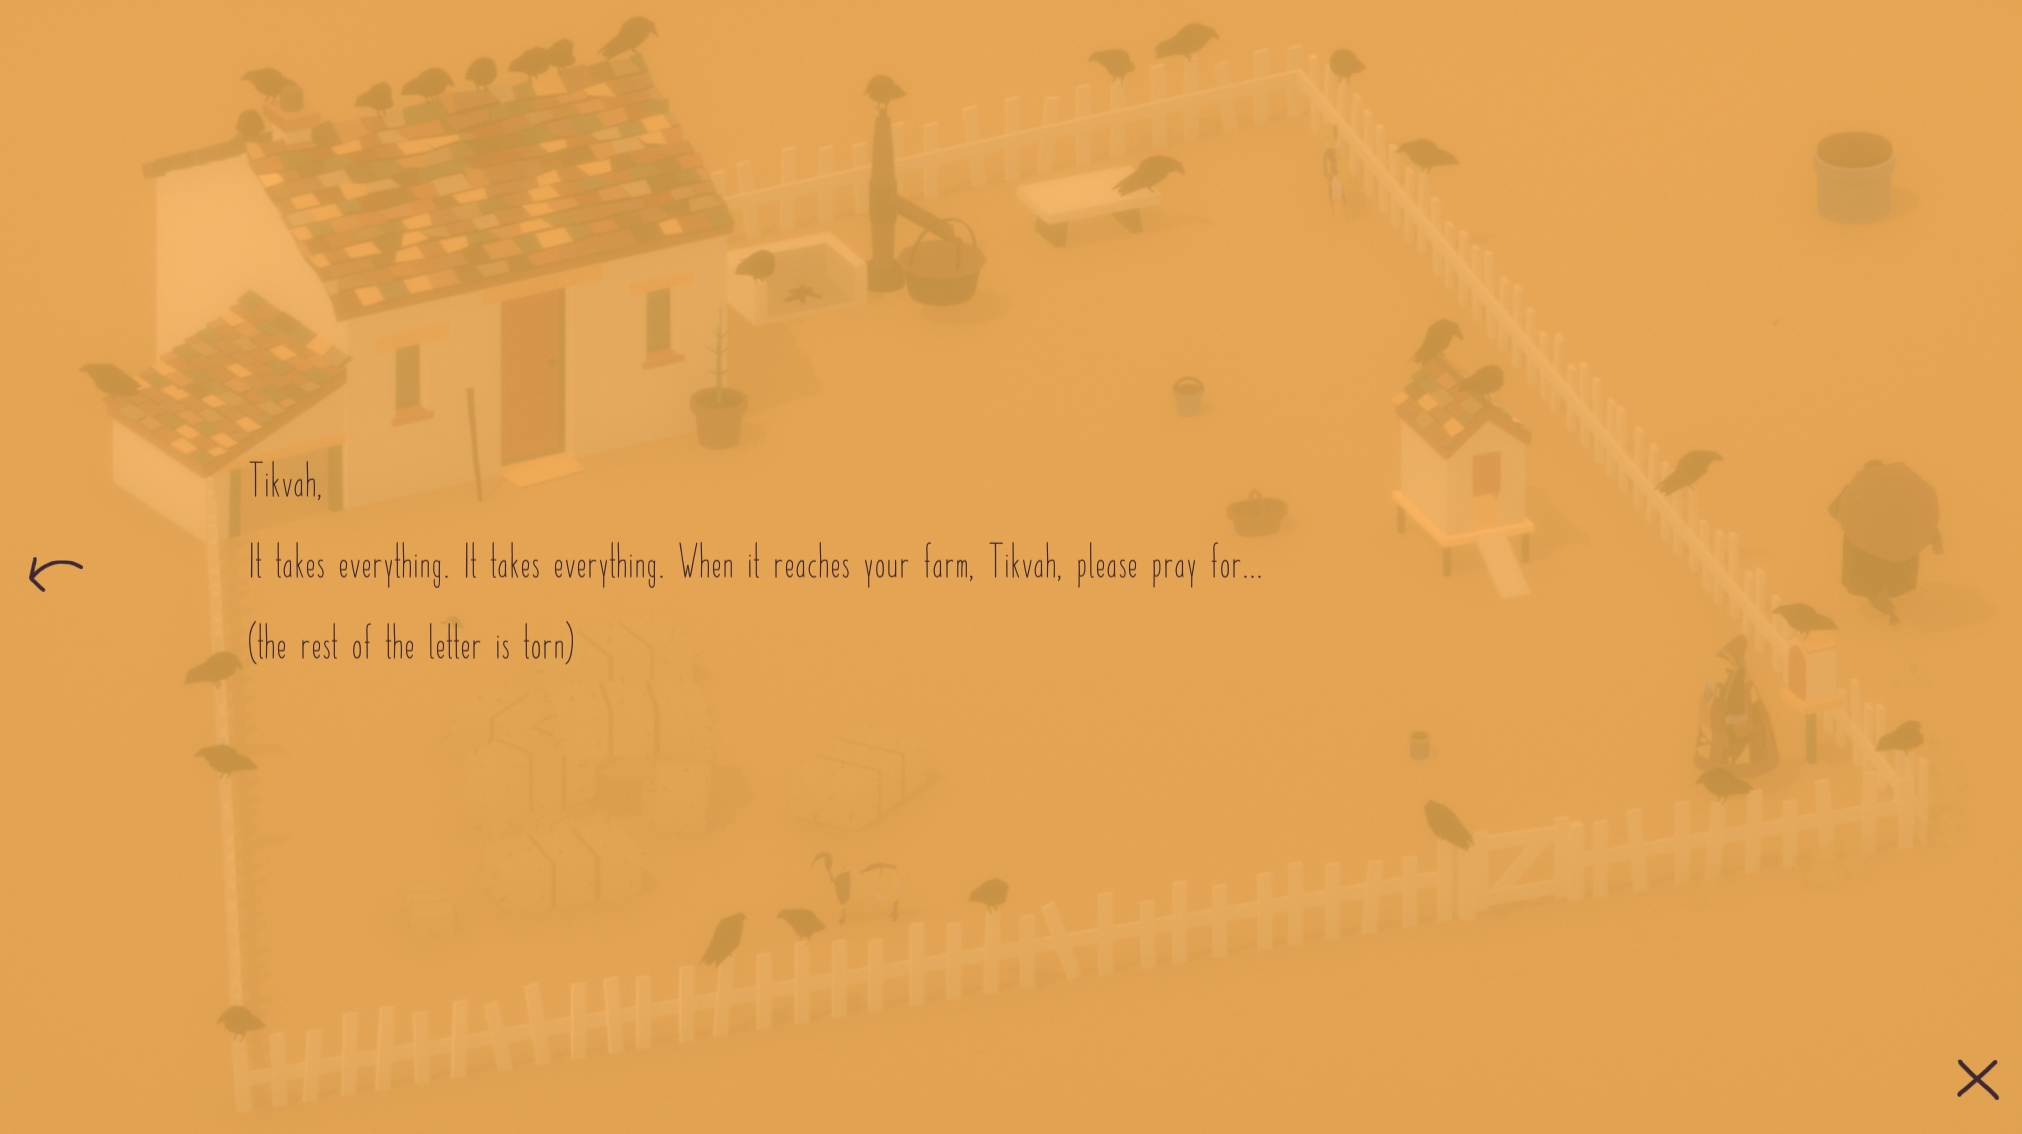 Tikvah,
It takes everything. It takes everything. When it reaches your farm, Tikvah, please pray for...
(the rest of the letter is torn)